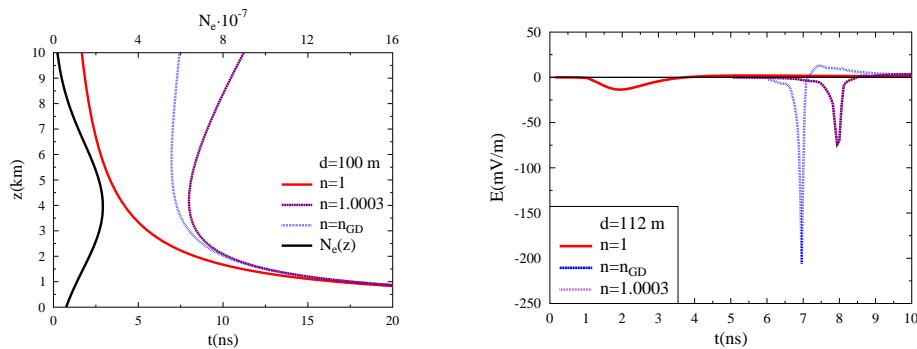 N_e·10^-7
0 4 8 12 16
10
9
8
7
6
5
4
3
2
1
0
z(km)
d=100 m
n=1
n=1.0003
n=n_GD
N_e(z)
0 5 10 15 20
t(ns)
50
0
-50
-100
-150
-200
-250
E(mV/m)
d=112 m
n=1
n=n_GD
n=1.0003
0 1 2 3 4 5 6 7 8 9 10
t(ns)